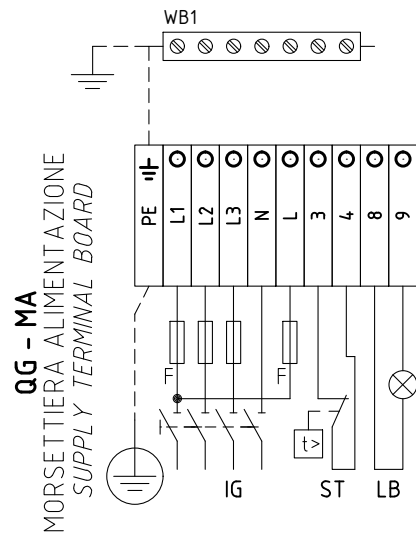 WB1
QG - MA
MORSETTIERA ALIMENTAZIONE
SUPPLY TERMINAL BOARD
PE L1 L2 L3 N L 3 4 8 9
F F
t>
IG ST LB